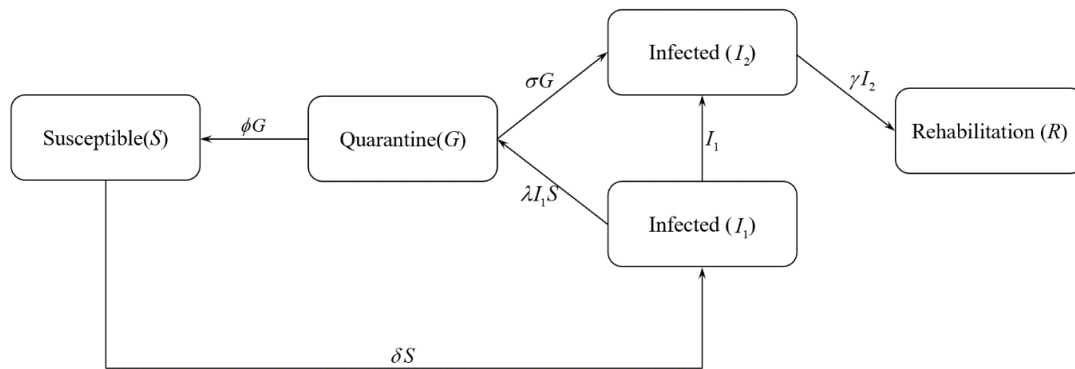 Infected (I₂)
σG
γI₂
Susceptible(S)
ϕG
Quarantine(G)
Rehabilitation (R)
I₁
λI₁S
Infected (I₁)
δS